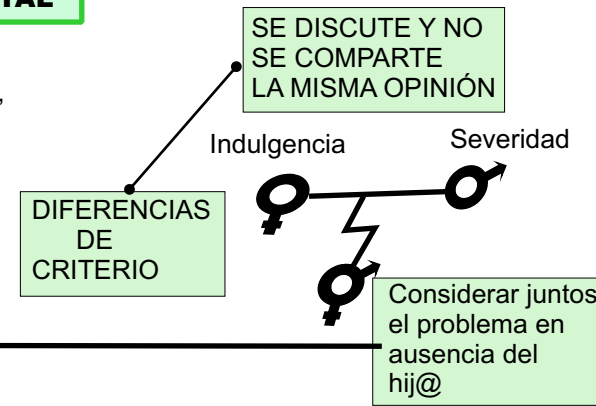 SE DISCUTE Y NO
SE COMPARTE
LA MISMA OPINIÓN
Indulgencia
Severidad
DIFERENCIAS
DE
CRITERIO
Considerar juntos
el problema en
ausencia del
hij@